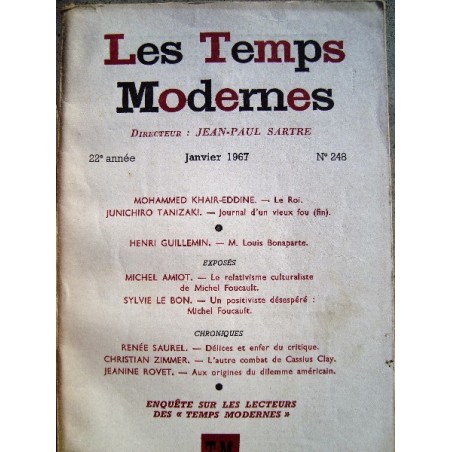 Les Temps
Modernes
DIRECTEUR : JEAN-PAUL SARTRE
22e année Janvier 1967 N° 248
MOHAMMED KHAIR-EDDINE. — Le Roi.
JUNICHIRO TANIZAKI. — Journal d'un vieux fou (fin).
HENRI GUILLEMIN. — M. Louis Bonaparte.
EXPOSÉS
MICHEL AMIOT. — Le relativisme culturaliste
de Michel Foucault.
SYLVIE LE BON. — Un positiviste désespéré :
Michel Foucault.
CHRONIQUES
RENÉE SAUREL. — Délices et enfer du critique.
CHRISTIAN ZIMMER. — L'autre combat de Cassius Clay.
JEANINE ROVET. — Aux origines du dilemme américain.
ENQUÊTE SUR LES LECTEURS
DES « TEMPS MODERNES »
T.M.